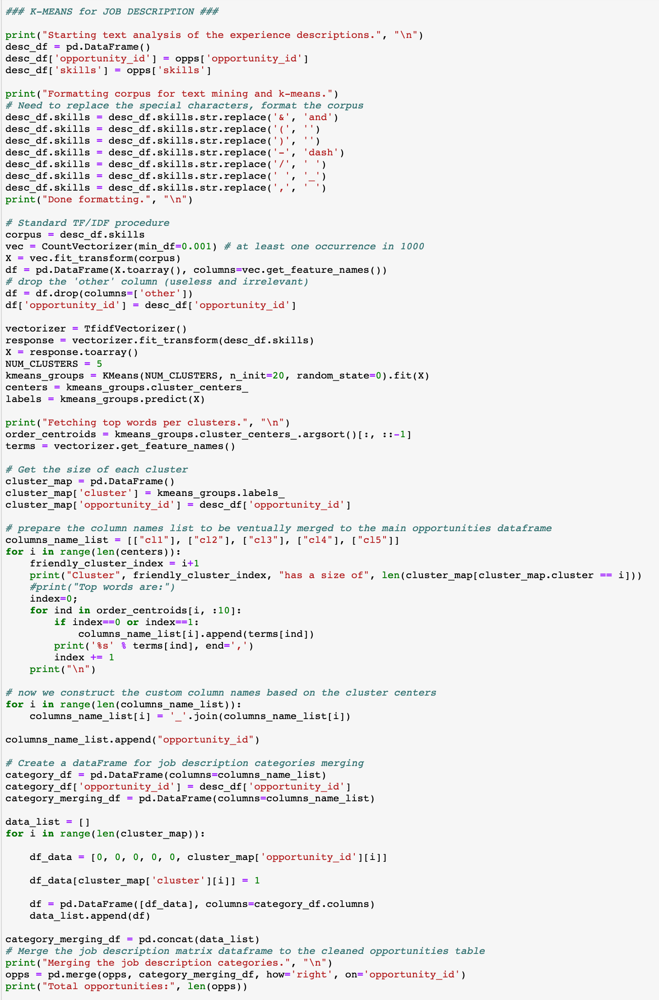 ### K-MEANS for JOB DESCRIPTION ###
print("Starting text analysis of the experience descriptions.", "\n")
desc_df = pd.DataFrame()
desc_df['opportunity_id'] = opps['opportunity_id']
desc_df['skills'] = opps['skills']
print("Formatting corpus for text mining and k-means.")
# Need to replace the special characters, format the corpus
desc_df.skills = desc_df.skills.str.replace('&', 'and')
desc_df.skills = desc_df.skills.str.replace('(', '')
desc_df.skills = desc_df.skills.str.replace(')', '')
desc_df.skills = desc_df.skills.str.replace('-', 'dash')
desc_df.skills = desc_df.skills.str.replace('/', ' ')
desc_df.skills = desc_df.skills.str.replace(' ', '_')
desc_df.skills = desc_df.skills.str.replace(',', ' ')
print("Done formatting.", "\n")
# Standard TF/IDF procedure
corpus = desc_df.skills
vec = CountVectorizer(min_df=0.001) # at least one occurrence in 1000
X = vec.fit_transform(corpus)
df = pd.DataFrame(X.toarray(), columns=vec.get_feature_names())
# drop the 'other' column (useless and irrelevant)
df = df.drop(columns=['other'])
df['opportunity_id'] = desc_df['opportunity_id']
vectorizer = TfidfVectorizer()
response = vectorizer.fit_transform(desc_df.skills)
X = response.toarray()
NUM_CLUSTERS = 5
kmeans_groups = KMeans(NUM_CLUSTERS, n_init=20, random_state=0).fit(X)
centers = kmeans_groups.cluster_centers_
labels = kmeans_groups.predict(X)
print("Fetching top words per clusters.", "\n")
order_centroids = kmeans_groups.cluster_centers_.argsort()[:, ::-1]
terms = vectorizer.get_feature_names()
# Get the size of each cluster
cluster_map = pd.DataFrame()
cluster_map['cluster'] = kmeans_groups.labels_
cluster_map['opportunity_id'] = desc_df['opportunity_id']
# prepare the column names list to be ventually merged to the main opportunities dataframe
columns_name_list = [["cl1"], ["cl2"], ["cl3"], ["cl4"], ["cl5"]]
for i in range(len(centers)):
    friendly_cluster_index = i+1
    print("Cluster", friendly_cluster_index, "has a size of", len(cluster_map[cluster_map.cluster == i]))
    #print("Top words are:")
    index=0;
    for ind in order_centroids[i, :10]:
        if index==0 or index==1:
            columns_name_list[i].append(terms[ind])
        print('%s' % terms[ind], end=',')
        index += 1
    print("\n")
# now we construct the custom column names based on the cluster centers
for i in range(len(columns_name_list)):
    columns_name_list[i] = '_'.join(columns_name_list[i])
columns_name_list.append("opportunity_id")
# Create a dataFrame for job description categories merging
category_df = pd.DataFrame(columns=columns_name_list)
category_df['opportunity_id'] = desc_df['opportunity_id']
category_merging_df = pd.DataFrame(columns=columns_name_list)
data_list = []
for i in range(len(cluster_map)):
    df_data = [0, 0, 0, 0, 0, cluster_map['opportunity_id'][i]]
    df_data[cluster_map['cluster'][i]] = 1
    df = pd.DataFrame([df_data], columns=category_df.columns)
    data_list.append(df)
category_merging_df = pd.concat(data_list)
# Merge the job description matrix dataframe to the cleaned opportunities table
print("Merging the job description categories.", "\n")
opps = pd.merge(opps, category_merging_df, how='right', on='opportunity_id')
print("Total opportunities:", len(opps))